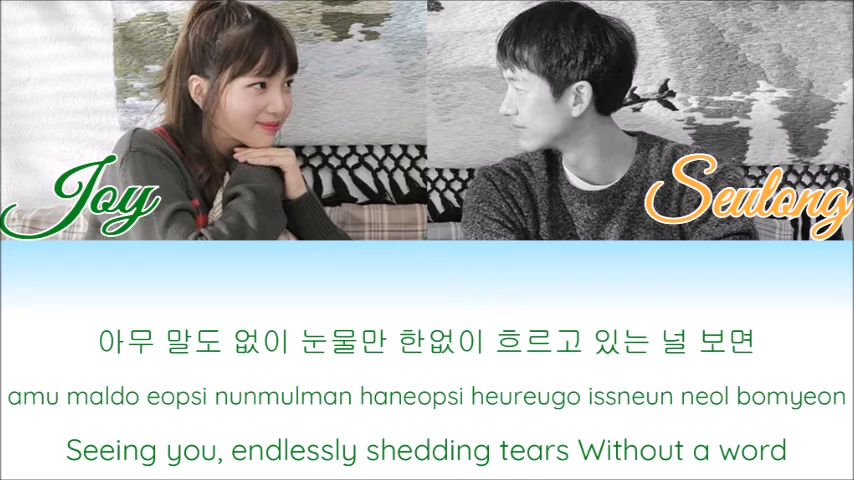 Joy
Seulong
아무 말도 없이 눈물만 한없이 흐르고 있는 널 보면
amu maldo eopsi nunmulman haneopsi heureugo issneun neol bomyeon
Seeing you, endlessly shedding tears Without a word